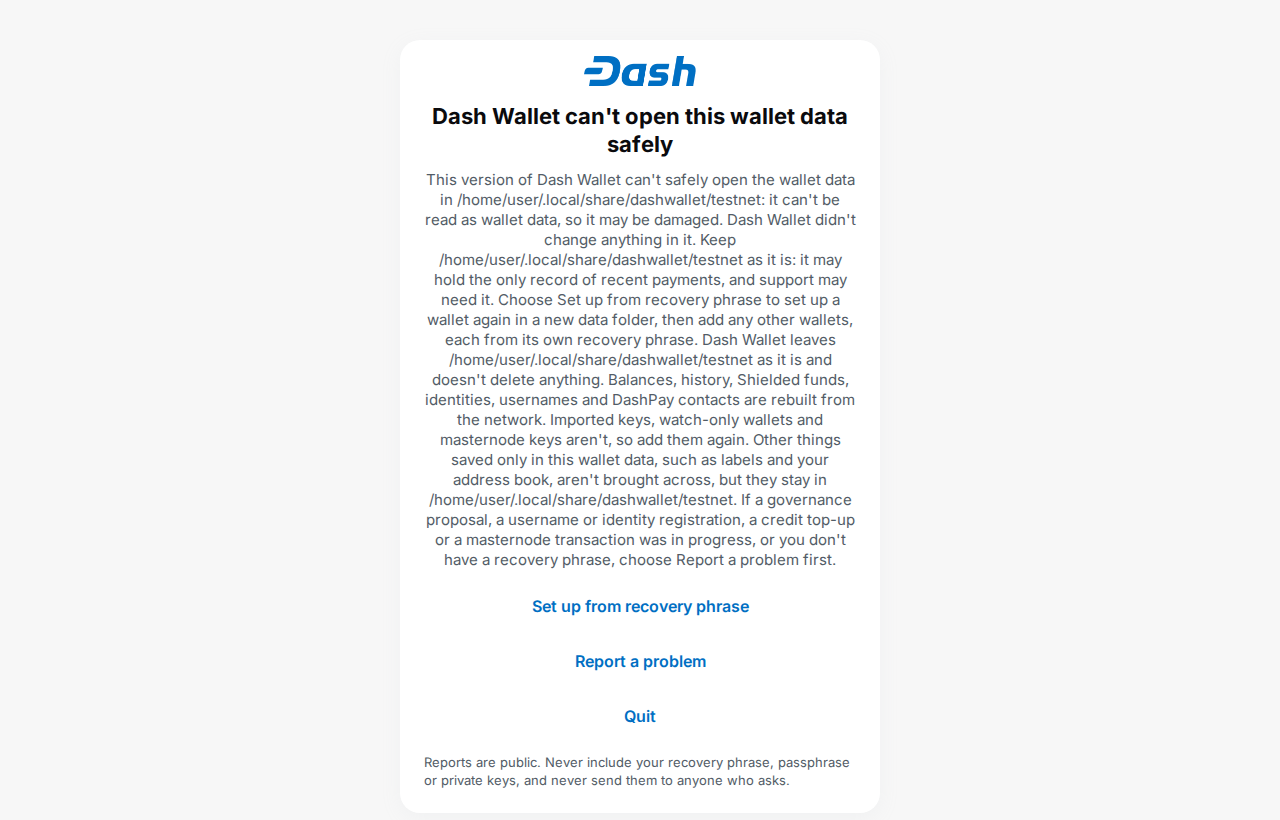 Dash
Dash Wallet can't open this wallet data
safely
This version of Dash Wallet can't safely open the wallet data
in /home/user/.local/share/dashwallet/testnet: it can't be
read as wallet data, so it may be damaged. Dash Wallet didn't
change anything in it. Keep
/home/user/.local/share/dashwallet/testnet as it is: it may
hold the only record of recent payments, and support may
need it. Choose Set up from recovery phrase to set up a
wallet again in a new data folder, then add any other wallets,
each from its own recovery phrase. Dash Wallet leaves
/home/user/.local/share/dashwallet/testnet as it is and
doesn't delete anything. Balances, history, Shielded funds,
identities, usernames and DashPay contacts are rebuilt from
the network. Imported keys, watch-only wallets and
masternode keys aren't, so add them again. Other things
saved only in this wallet data, such as labels and your
address book, aren't brought across, but they stay in
/home/user/.local/share/dashwallet/testnet. If a governance
proposal, a username or identity registration, a credit top-up
or a masternode transaction was in progress, or you don't
have a recovery phrase, choose Report a problem first.
Set up from recovery phrase
Report a problem
Quit
Reports are public. Never include your recovery phrase, passphrase
or private keys, and never send them to anyone who asks.